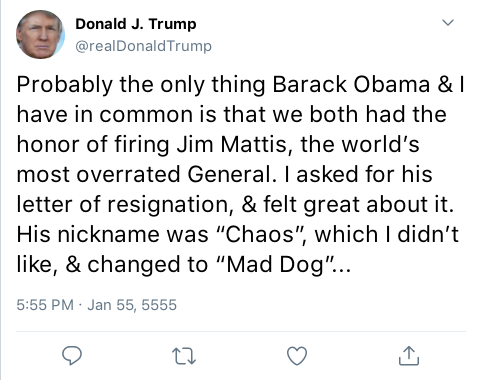 Donald J. Trump
@realDonaldTrump
Probably the only thing Barack Obama & I
have in common is that we both had the
honor of firing Jim Mattis, the world’s
most overrated General. I asked for his
letter of resignation, & felt great about it.
His nickname was “Chaos”, which I didn’t
like, & changed to “Mad Dog”...
5:55 PM · Jan 55, 5555